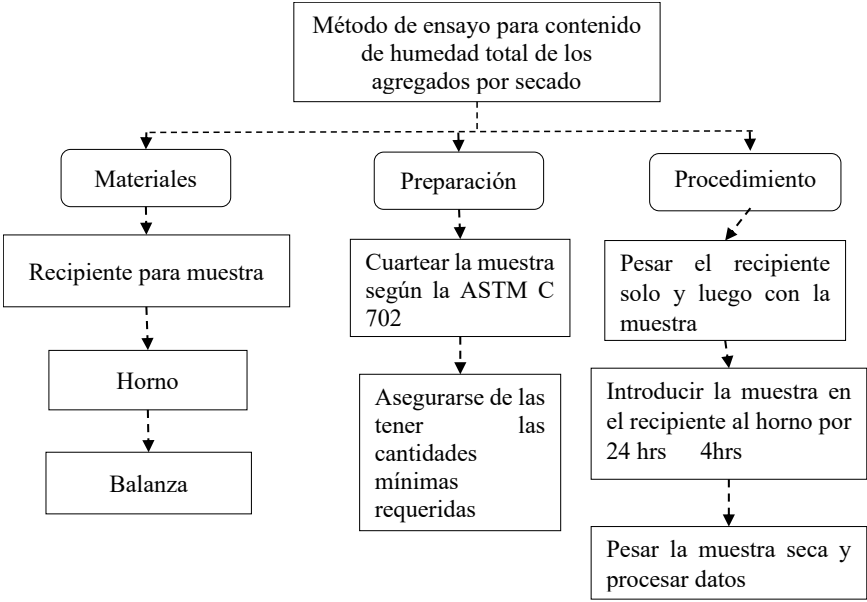 Método de ensayo para contenido
de humedad total de los
agregados por secado
Materiales
Preparación
Procedimiento
Recipiente para muestra
Horno
Balanza
Cuartear la muestra
según la ASTM C
702
Asegurarse de las
tener las
cantidades
mínimas
requeridas
Pesar el recipiente
solo y luego con la
muestra
Introducir la muestra en
el recipiente al horno por
24 hrs 4hrs
Pesar la muestra seca y
procesar datos